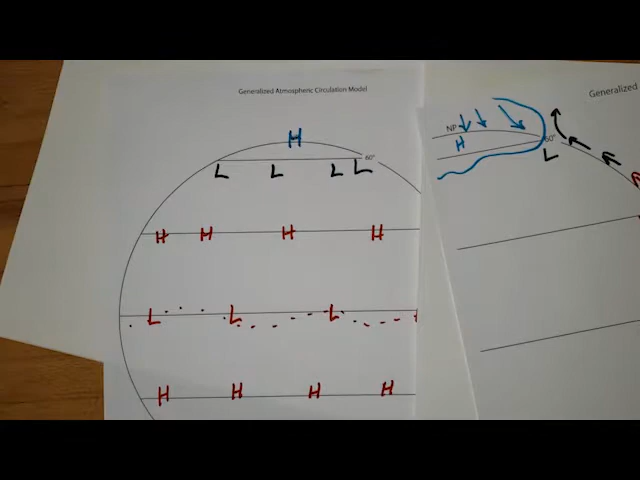 Generalized Atmospheric Circulation Model
H
60°
L L L L
H H H H
L L L
H H H H
Generalized
NP
60°
H
L